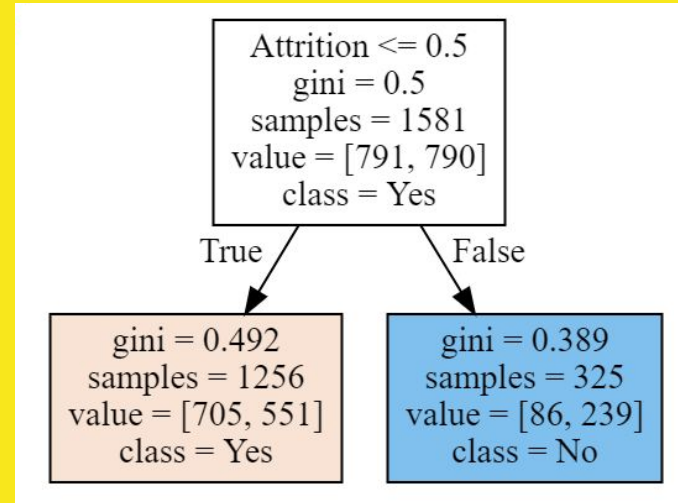 Attrition <= 0.5
gini = 0.5
samples = 1581
value = [791, 790]
class = Yes
True
False
gini = 0.492
samples = 1256
value = [705, 551]
class = Yes
gini = 0.389
samples = 325
value = [86, 239]
class = No